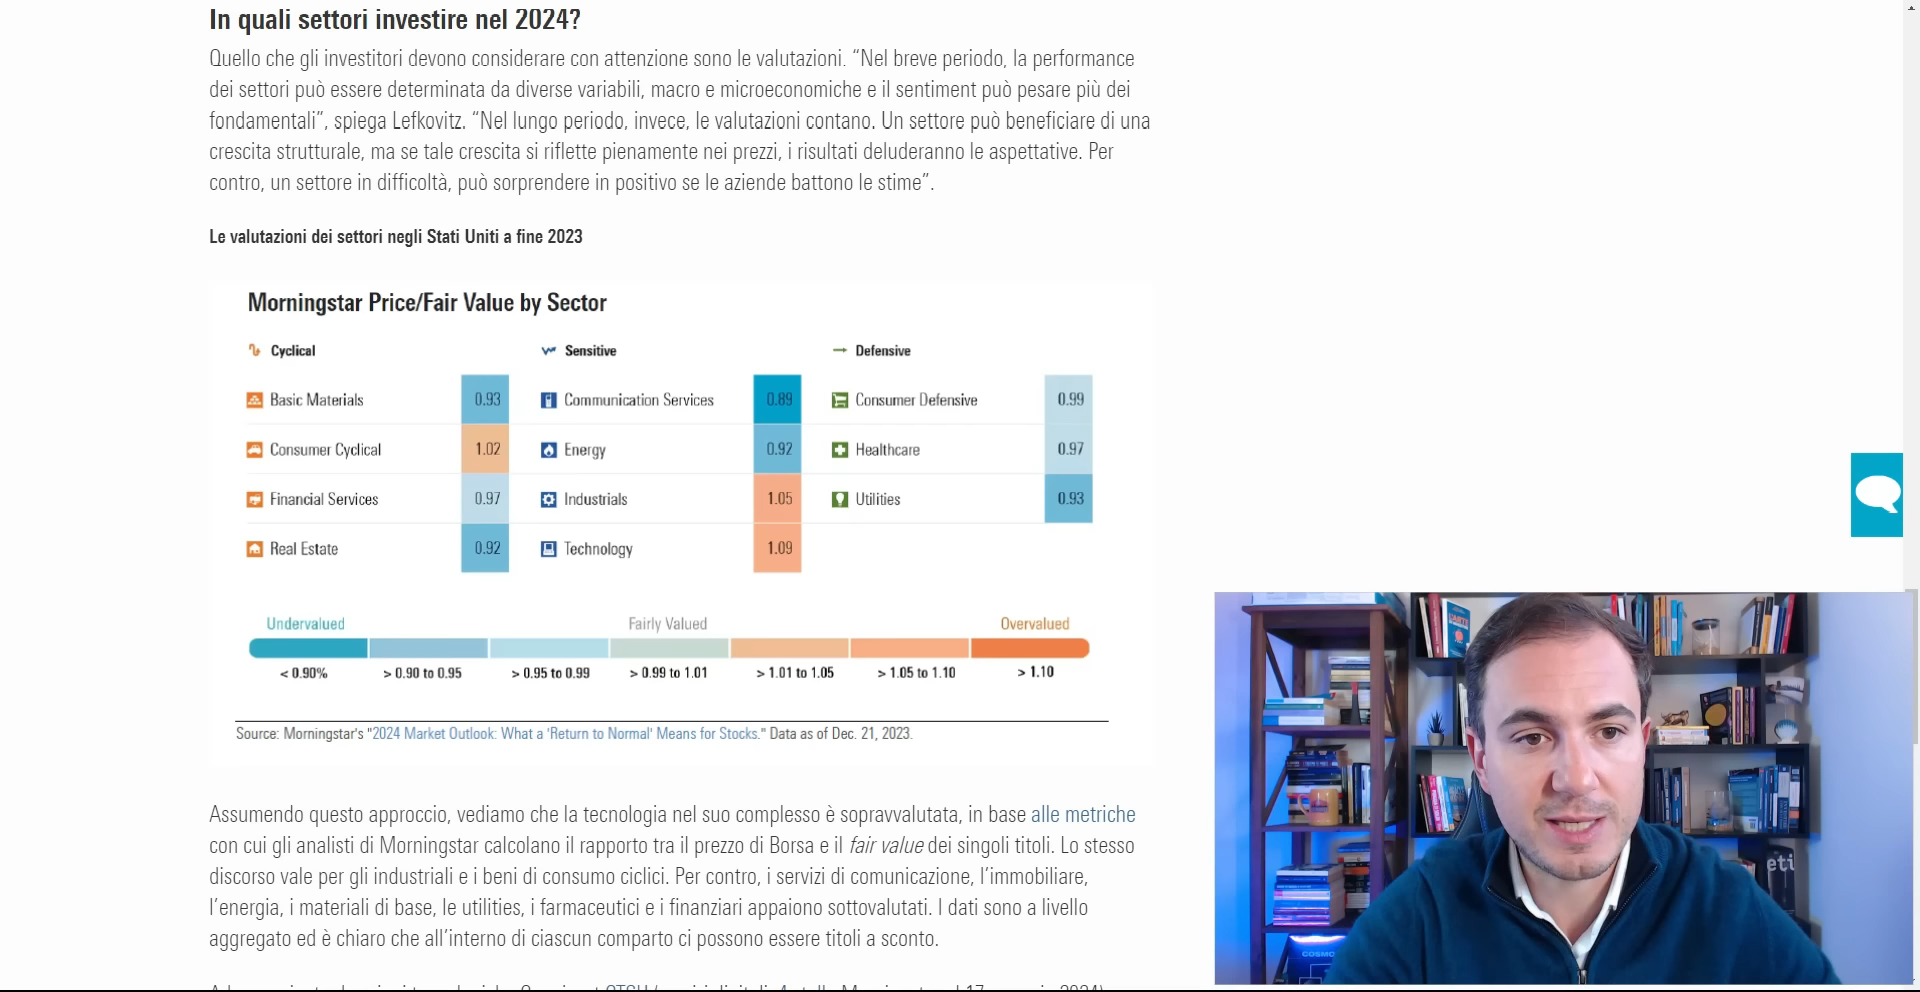 In quali settori investire nel 2024?
Quello che gli investitori devono considerare con attenzione sono le valutazioni. “Nel breve periodo, la performance
dei settori può essere determinata da diverse variabili, macro e microeconomiche e il sentiment può pesare più dei
fondamentali”, spiega Lefkovitz. “Nel lungo periodo, invece, le valutazioni contano. Un settore può beneficiare di una
crescita strutturale, ma se tale crescita si riflette pienamente nei prezzi, i risultati deluderanno le aspettative. Per
contro, un settore in difficoltà, può sorprendere in positivo se le aziende battono le stime”.
Le valutazioni dei settori negli Stati Uniti a fine 2023
Morningstar Price/Fair Value by Sector
Cyclical Sensitive Defensive
Basic Materials 0.93 Communication Services 0.89 Consumer Defensive 0.99
Consumer Cyclical 1.02 Energy 0.92 Healthcare 0.97
Financial Services 0.97 Industrials 1.05 Utilities 0.93
Real Estate 0.92 Technology 1.09
Undervalued Fairly Valued Overvalued
< 0.90% > 0.90 to 0.95 > 0.95 to 0.99 > 0.99 to 1.01 > 1.01 to 1.05 > 1.05 to 1.10 > 1.10
Source: Morningstar's "2024 Market Outlook: What a 'Return to Normal' Means for Stocks." Data as of Dec. 21, 2023.
Assumendo questo approccio, vediamo che la tecnologia nel suo complesso è sopravvalutata, in base alle metriche
con cui gli analisti di Morningstar calcolano il rapporto tra il prezzo di Borsa e il fair value dei singoli titoli. Lo stesso
discorso vale per gli industriali e i beni di consumo ciclici. Per contro, i servizi di comunicazione, l’immobiliare,
l’energia, i materiali di base, le utilities, i farmaceutici e i finanziari appaiono sottovalutati. I dati sono a livello
aggregato ed è chiaro che all’interno di ciascun comparto ci possono essere titoli a sconto.
eti
COSMO